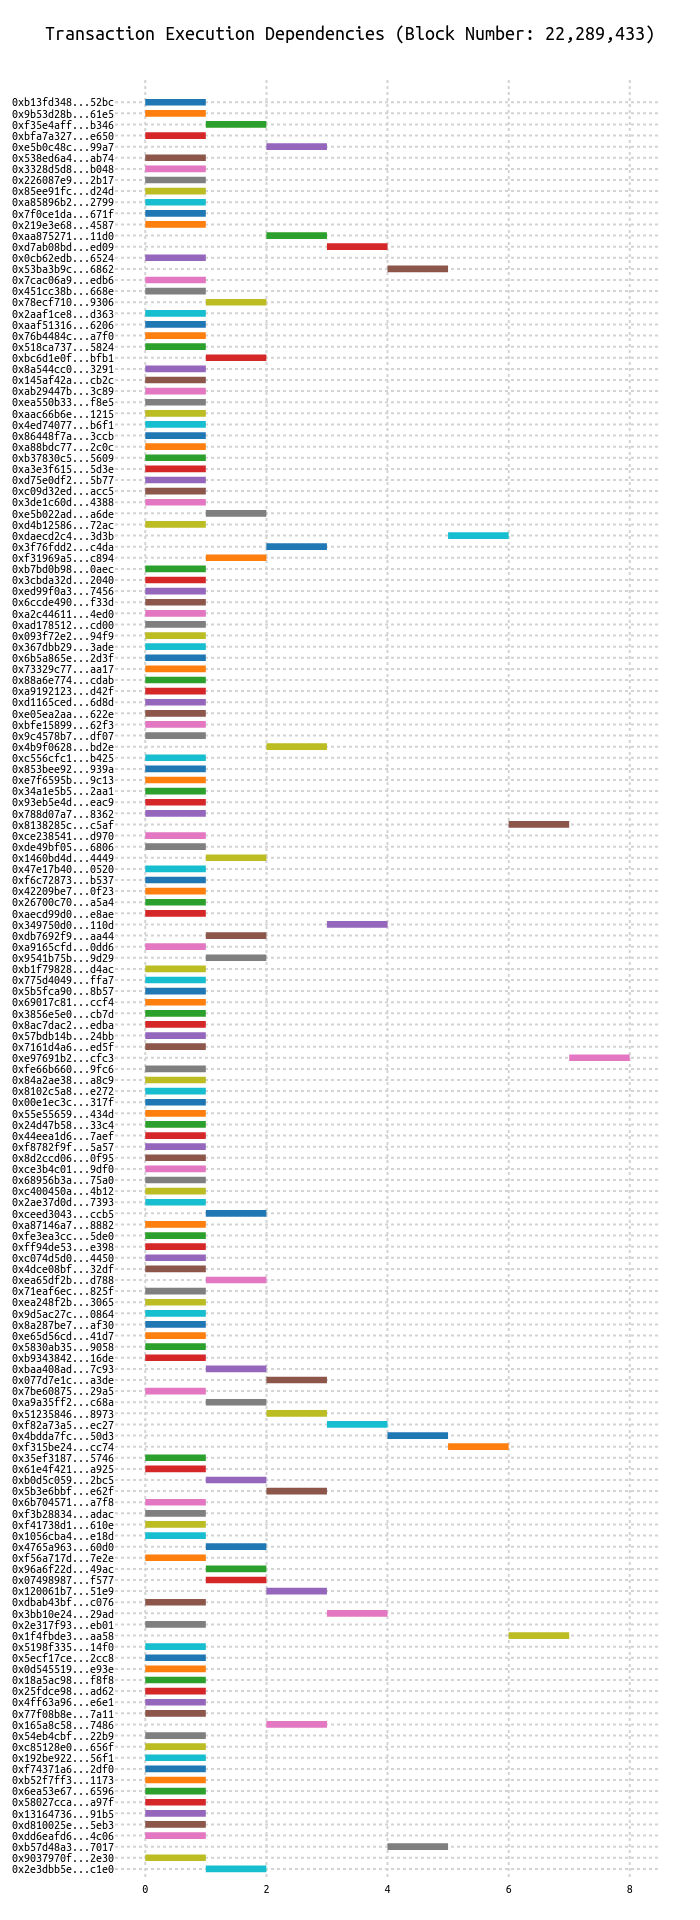 Transaction Execution Dependencies (Block Number: 22,289,433)
0xb13fd348...52bc
0x9b53d28b...61e5
0xf35e4aff...b346
0xbfa7a327...e650
0xe5b0c48c...99a7
0x538ed6a4...ab74
0x3328d5d8...b048
0x226087e9...2b17
0x85ee91fc...d24d
0xa85896b2...2799
0x7f0ce1da...671f
0x219e3e68...4587
0xaa875271...11d0
0xd7ab08bd...ed09
0x0cb62edb...6524
0x53ba3b9c...6862
0x7cac06a9...edb6
0x451cc38b...668e
0x78ecf710...9306
0x2aaf1ce8...d363
0xaaf51316...6206
0x76b4484c...a7f0
0x518ca737...5824
0xbc6d1e0f...bfb1
0x8a544cc0...3291
0x145af42a...cb2c
0xab29447b...3c89
0xea550b33...f8e5
0xaac66b6e...1215
0x4ed74077...b6f1
0x86448f7a...3ccb
0xa88bdc77...2c0c
0xb37830c5...5609
0xa3e3f615...5d3e
0xd75e0df2...5b77
0xc09d32ed...acc5
0x3de1c60d...4388
0xe5b022ad...a6de
0xd4b12586...72ac
0xdaecd2c4...3d3b
0x3f76fdd2...c4da
0xf31969a5...c894
0xb7bd0b98...0aec
0x3cbda32d...2040
0xed99f0a3...7456
0x6ccde490...f33d
0xa2c44611...4ed0
0xad178512...cd00
0x093f72e2...94f9
0x367dbb29...3ade
0x6b5a865e...2d3f
0x73329c77...aa17
0x88a6e774...cdab
0xa9192123...d42f
0xd1165ced...6d8d
0xe05ea2aa...622e
0xbfe15899...62f3
0x9c4578b7...df07
0x4b9f0628...bd2e
0xc556cfc1...b425
0x853bee92...939a
0xe7f6595b...9c13
0x34a1e5b5...2aa1
0x93eb5e4d...eac9
0x788d07a7...8362
0x8138285c...c5af
0xce238541...d970
0xde49bf05...6806
0x1460bd4d...4449
0x47e17b40...0520
0xf6c72873...b537
0x42209be7...0f23
0x26700c70...a5a4
0xaecd99d0...e8ae
0x349750d0...110d
0xdb7692f9...aa44
0xa9165cfd...0dd6
0x9541b75b...9d29
0xb1f79828...d4ac
0x775d4049...ffa7
0x5b5fca90...8b57
0x69017c81...ccf4
0x3856e5e0...cb7d
0x8ac7dac2...edba
0x57bdb14b...24bb
0x7161d4a6...ed5f
0xe97691b2...cfc3
0xfe66b660...9fc6
0x84a2ae38...a8c9
0x8102c5a8...e272
0x00e1ec3c...317f
0x55e55659...434d
0x24d47b58...33c4
0x44eea1d6...7aef
0xf8782f9f...5a57
0x8d2ccd06...0f95
0xce3b4c01...9df0
0x68956b3a...75a0
0xc400450a...4b12
0x2ae37d0d...7393
0xceed3043...ccb5
0xa87146a7...8882
0xfe3ea3cc...5de0
0xff94de53...e398
0xc074d5d0...4450
0x4dce08bf...32df
0xea65df2b...d788
0x71eaf6ec...825f
0xea248f2b...3065
0x9d5ac27c...0864
0x8a287be7...af30
0xe65d56cd...41d7
0x5830ab35...9058
0xb9343842...16de
0xbaa408ad...7c93
0x077d7e1c...a3de
0x7be60875...29a5
0xa9a35ff2...c68a
0x51235846...8973
0xf82a73a5...ec27
0x4bdda7fc...50d3
0xf315be24...cc74
0x35ef3187...5746
0x61e4f421...a925
0xb0d5c059...2bc5
0x5b3e6bbf...e62f
0x6b704571...a7f8
0xf3b28834...adac
0xf41738d1...610e
0x1056cba4...e18d
0x4765a963...60d0
0xf56a717d...7e2e
0x96a6f22d...49ac
0x07498987...f577
0x120061b7...51e9
0xdbab43bf...c076
0x3bb10e24...29ad
0x2e317f93...eb01
0x1f4fbde3...aa58
0x5198f335...14f0
0x5ecf17ce...2cc8
0x0d545519...e93e
0x18a5ac98...f8f8
0x25fdce98...ad62
0x4ff63a96...e6e1
0x77f08b8e...7a11
0x165a8c58...7486
0x54eb4cbf...22b9
0xc85128e0...656f
0x192be922...56f1
0xf74371a6...2df0
0xb52f7ff3...1173
0x6ea53e67...6596
0x58027cca...a97f
0x13164736...91b5
0xd810025e...5eb3
0xdd6eafd6...4c06
0xb57d48a3...7017
0x9037970f...2e30
0x2e3dbb5e...c1e0
0 2 4 6 8